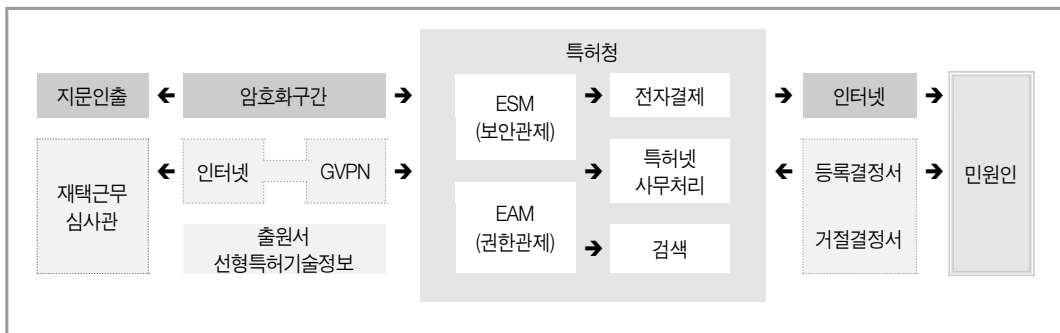 특허청
지문인출
암호화구간
ESM
(보안관제)
전자결제
인터넷
재택근무
심사관
인터넷
GVPN
특허넷
사무처리
등록결정서
민원인
출원서
선형특허기술정보
EAM
(권한관제)
검색
거절결정서